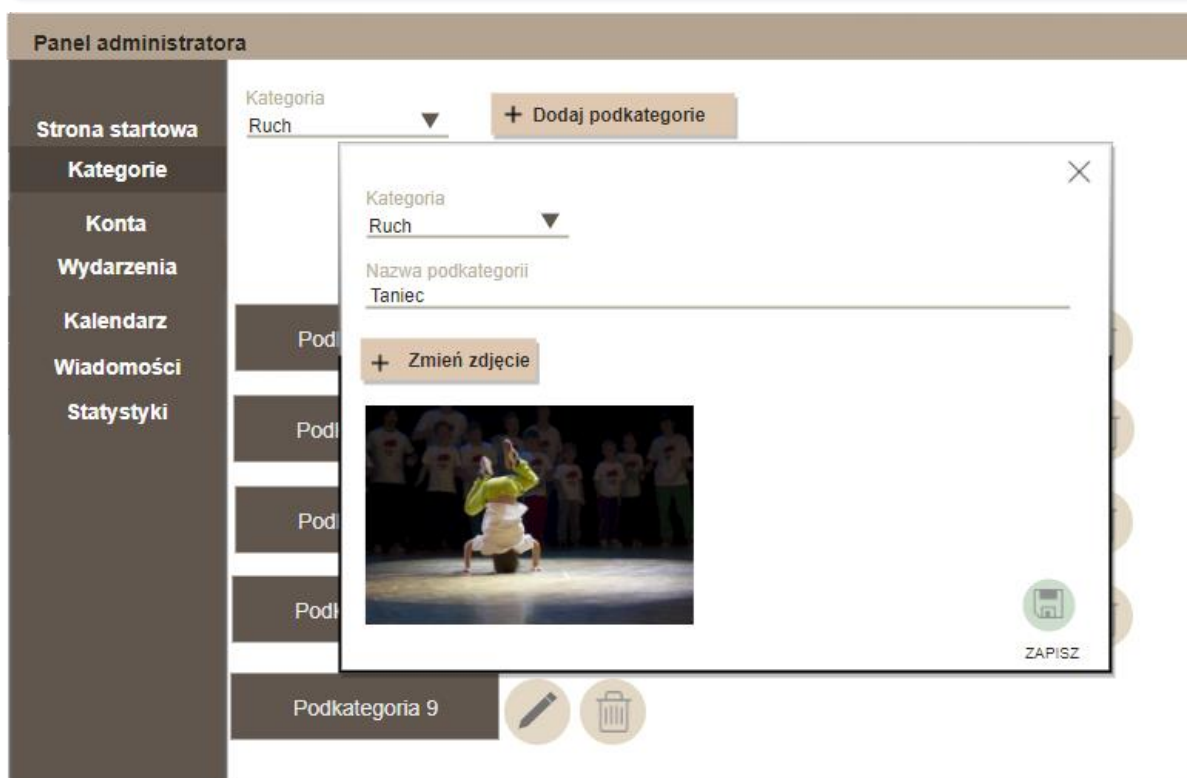 Panel administratora
Strona startowa
Kategorie
Konta
Wydarzenia
Kalendarz
Wiadomości
Statystyki
Kategoria
Ruch
+ Dodaj podkategorie
Kategoria
Ruch
Nazwa podkategorii
Taniec
+ Zmień zdjęcie
ZAPISZ
Podkategoria 9